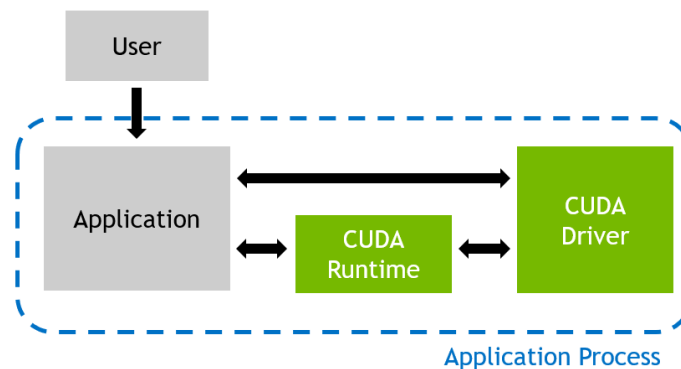 User
Application
CUDA
Runtime
CUDA
Driver
Application Process